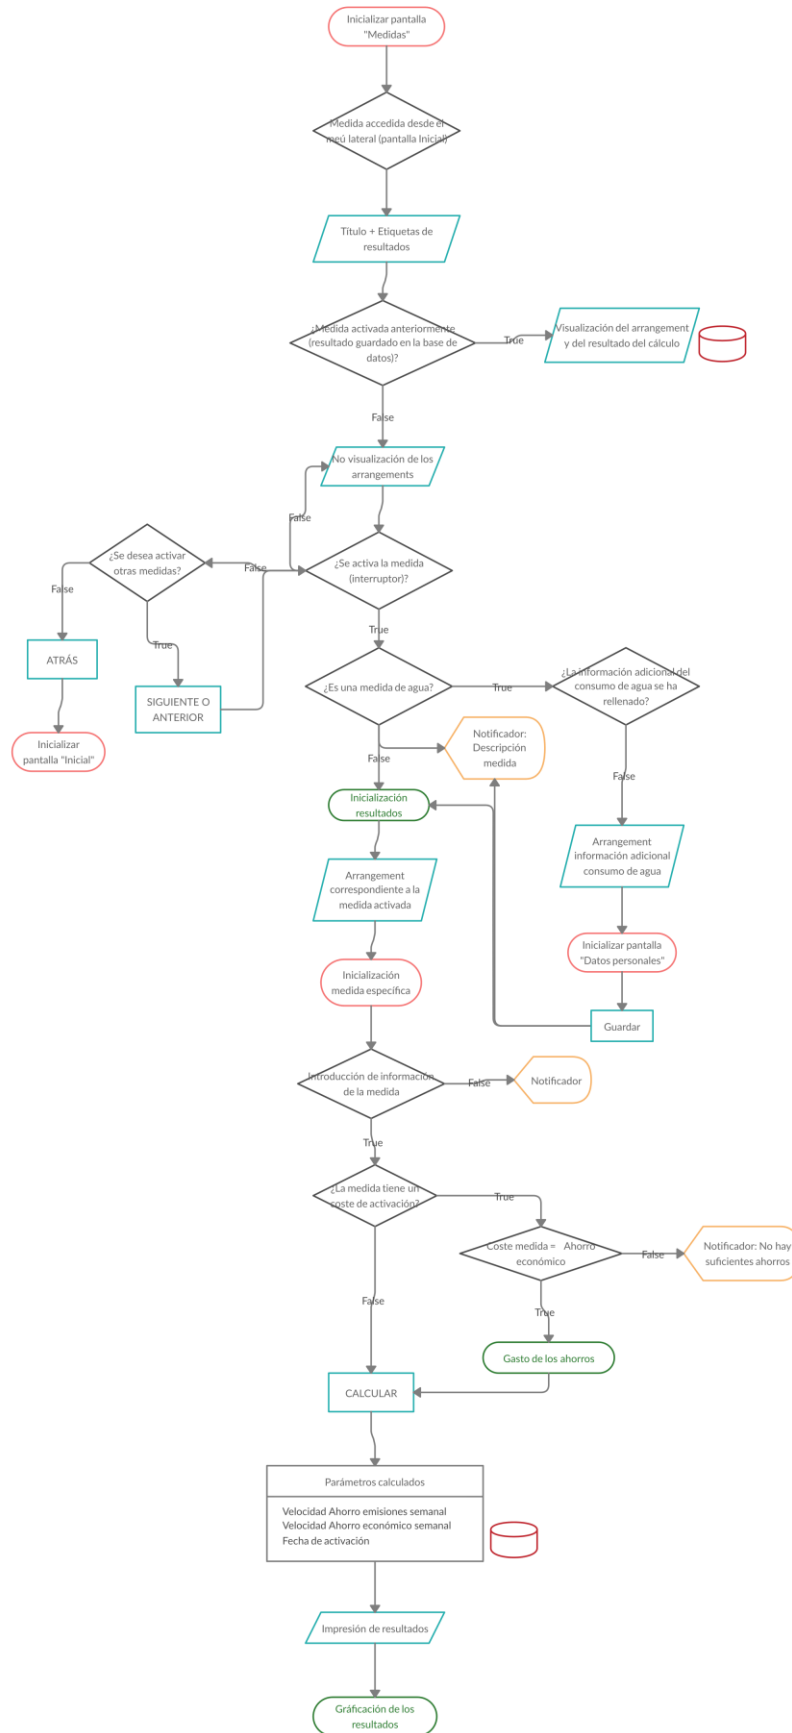 Inicializar pantalla
"Medidas"
Medida accedida desde el
meú lateral (pantalla Inicial)
Título + Etiquetas de
resultados
¿Medida activada anteriormente
(resultado guardado en la base de
datos)?
True
Visualización del arrangement
y del resultado del cálculo
False
No visualización de los
arrangements
False
¿Se desea activar
otras medidas?
False
¿Se activa la medida
(interruptor)?
False
True
True
ATRÁS
SIGUIENTE O
ANTERIOR
Inicializar
pantalla "Inicial"
¿Es una medida de agua?
True
¿La información adicional del
consumo de agua se ha
rellenado?
Notificador:
Descripción
medida
False
False
Inicialización
resultados
Arrangement
información adicional
consumo de agua
Arrangement
correspondiente a la
medida activada
Inicializar pantalla
"Datos personales"
Inicialización
medida específica
Guardar
Introducción de información
de la medida
False
Notificador
True
¿La medida tiene un
coste de activación?
True
Coste medida = Ahorro
económico
False
Notificador: No hay
suficientes ahorros
False
True
Gasto de los ahorros
CALCULAR
Parámetros calculados
Velocidad Ahorro emisiones semanal
Velocidad Ahorro económico semanal
Fecha de activación
Impresión de resultados
Gráficación de los
resultados